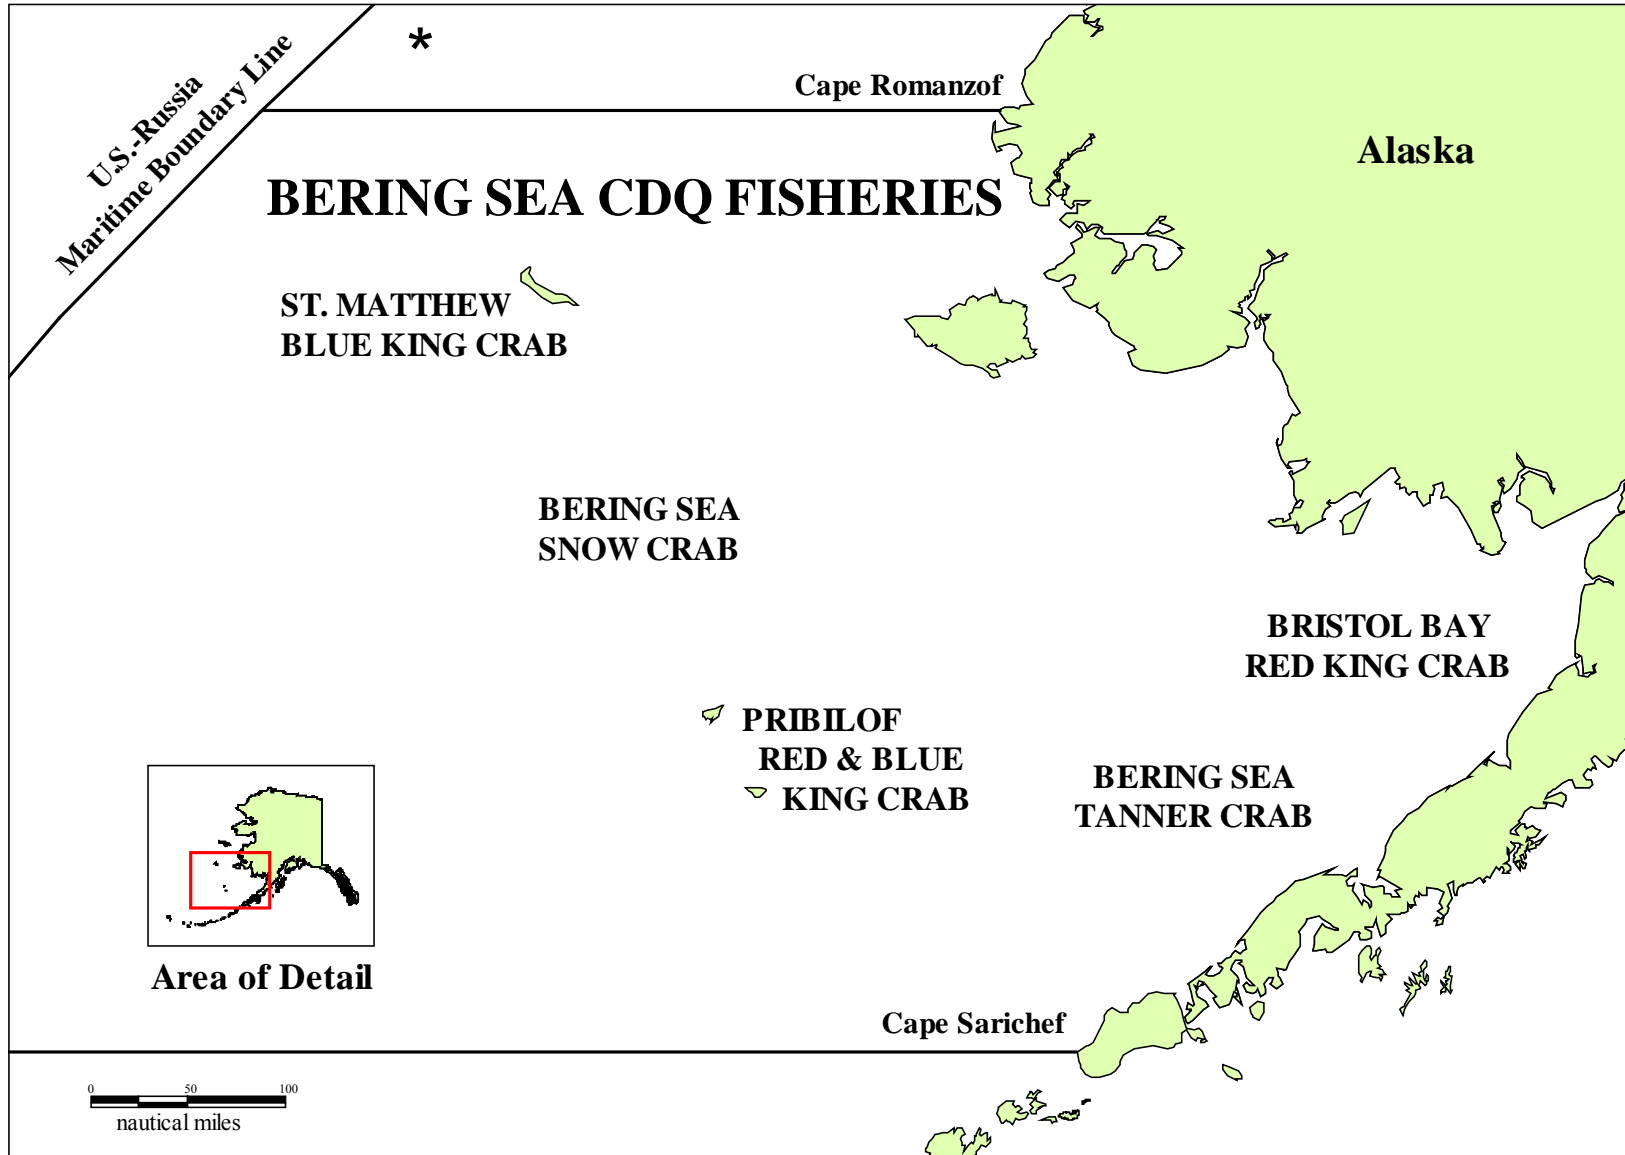 *
Cape Romanzof
U.S.-Russia
Maritime Boundary Line
Alaska
BERING SEA CDQ FISHERIES
ST. MATTHEW
BLUE KING CRAB
BERING SEA
SNOW CRAB
BRISTOL BAY
RED KING CRAB
PRIBILOF
RED & BLUE
KING CRAB
BERING SEA
TANNER CRAB
Area of Detail
Cape Sarichef
0 50 100
nautical miles